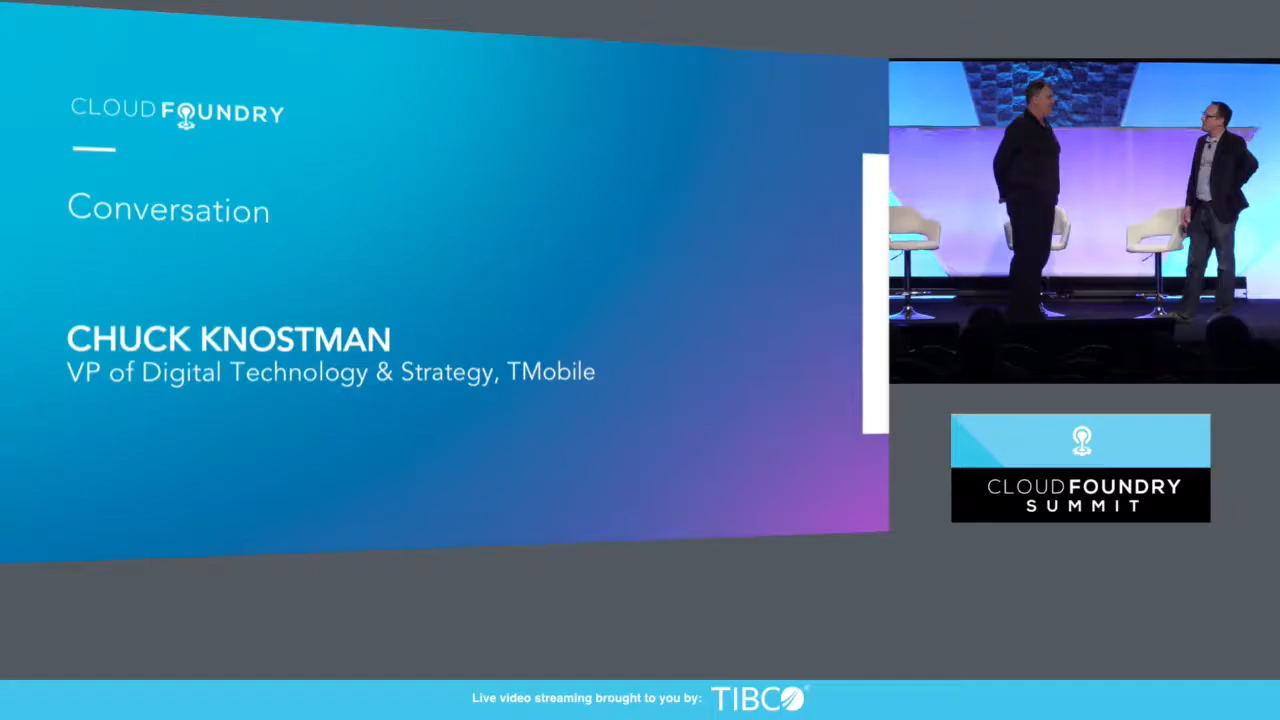 CLOUD FOUNDRY
Conversation
CHUCK KNOSTMAN
VP of Digital Technology & Strategy, TMobile
CLOUD FOUNDRY
SUMMIT
Live video streaming brought to you by: TIBCO